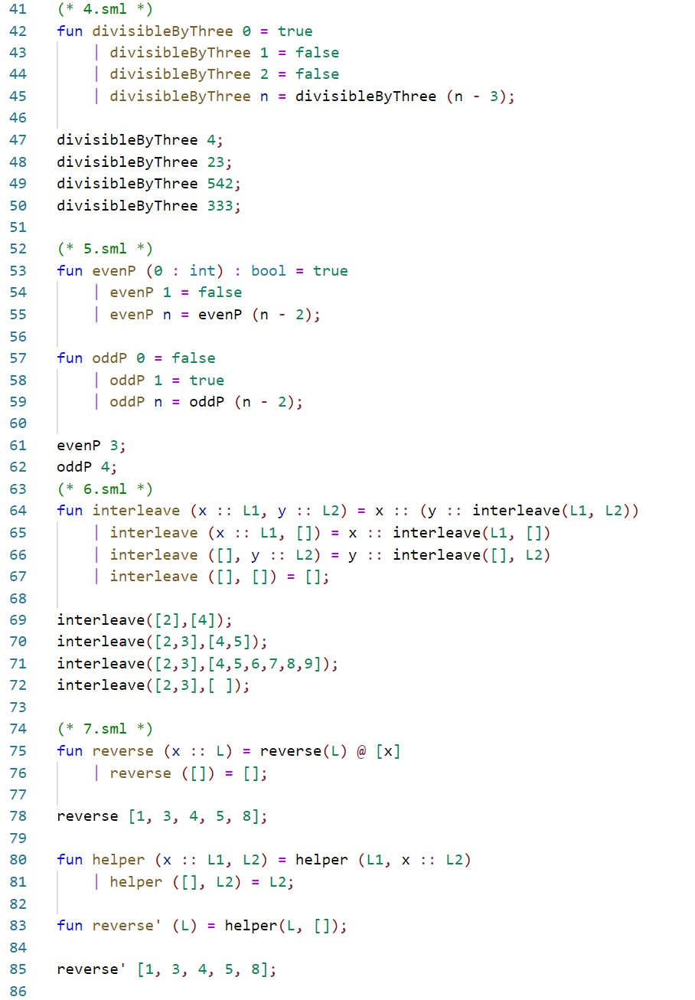 41 (* 4.sml *)
42 fun divisibleByThree 0 = true
43     | divisibleByThree 1 = false
44     | divisibleByThree 2 = false
45     | divisibleByThree n = divisibleByThree (n - 3);
46
47 divisibleByThree 4;
48 divisibleByThree 23;
49 divisibleByThree 542;
50 divisibleByThree 333;
51
52 (* 5.sml *)
53 fun evenP (0 : int) : bool = true
54     | evenP 1 = false
55     | evenP n = evenP (n - 2);
56
57 fun oddP 0 = false
58     | oddP 1 = true
59     | oddP n = oddP (n - 2);
60
61 evenP 3;
62 oddP 4;
63 (* 6.sml *)
64 fun interleave (x :: L1, y :: L2) = x :: (y :: interleave(L1, L2))
65     | interleave (x :: L1, []) = x :: interleave(L1, [])
66     | interleave ([], y :: L2) = y :: interleave([], L2)
67     | interleave ([], []) = [];
68
69 interleave([2],[4]);
70 interleave([2,3],[4,5]);
71 interleave([2,3],[4,5,6,7,8,9]);
72 interleave([2,3],[ ]);
73
74 (* 7.sml *)
75 fun reverse (x :: L) = reverse(L) @ [x]
76     | reverse ([]) = [];
77
78 reverse [1, 3, 4, 5, 8];
79
80 fun helper (x :: L1, L2) = helper (L1, x :: L2)
81     | helper ([], L2) = L2;
82
83 fun reverse' (L) = helper(L, []);
84
85 reverse' [1, 3, 4, 5, 8];
86